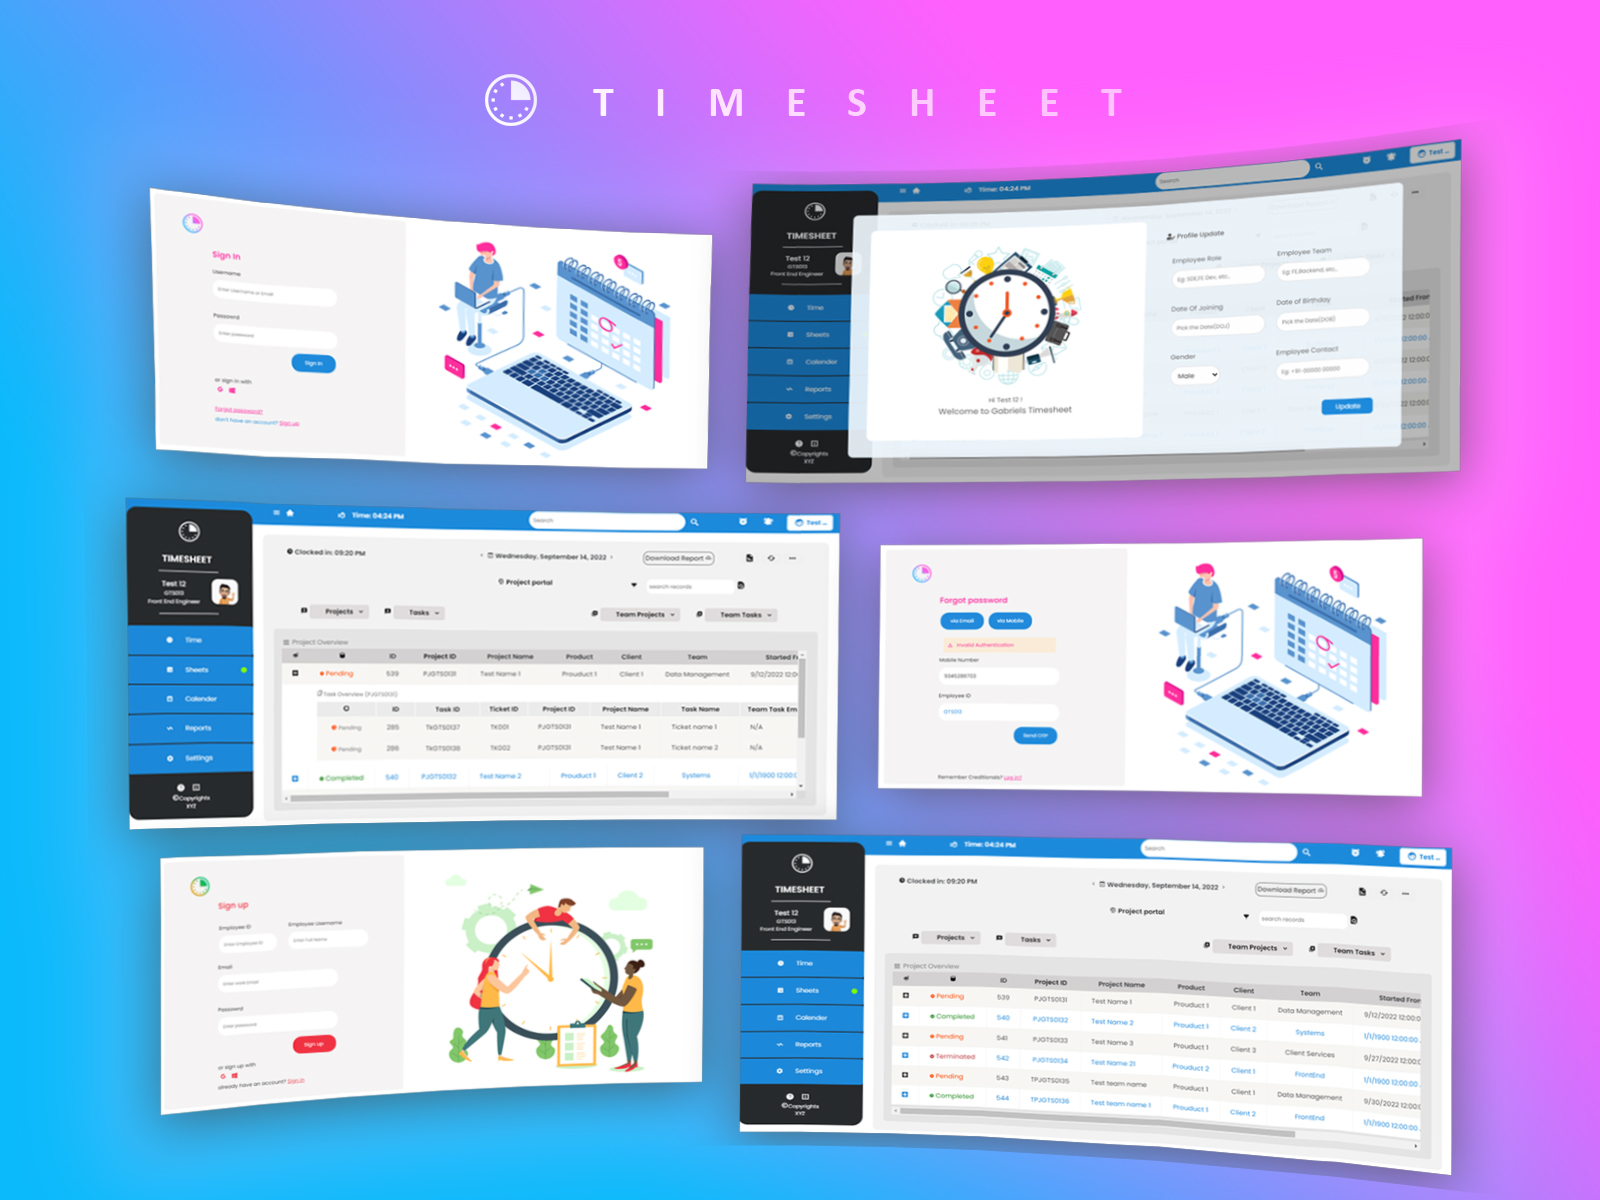 TIMESHEET
Sign In
Username
Enter Username or Email
Password
Enter password
Sign In
or sign in with
Forgot password?
don't have an account? Sign up
Time: 04:24 PM
Search
Test ...
TIMESHEET
Test 12
GTS013
Front End Engineer
Time
Sheets
Calender
Reports
Settings
©Copyrights
XYZ
Hi Test 12 !
Welcome to Gabriels Timesheet
Profile Update
Employee Role
Employee Team
Eg: SDE,FE Dev, etc..
Eg: FE,Backend, etc..
Date Of Joining
Date of Birthday
Pick the Date(DOJ)
Pick the Date(DOB)
Gender
Employee Contact
Male
Eg: +91-00000 00000
Update
Time: 04:24 PM
Search
Test ...
TIMESHEET
Test 12
GTS013
Front End Engineer
Time
Sheets
Calender
Reports
Settings
©Copyrights
XYZ
Clocked in: 09:20 PM
Wednesday, September 14, 2022
Download Report
Project portal
search records
Projects
Tasks
Team Projects
Team Tasks
Project Overview
ID Project ID Project Name Product Client Team Started Fr
Pending 539 PJGTS0131 Test Name 1 Prouduct 1 Client 1 Data Management 9/12/2022 12:0
Task Overview (PJGTS0131)
ID Task ID Ticket ID Project ID Project Name Task Name Team Task Em
Pending 285 TKGTS0137 TK001 PJGTS0131 Test Name 1 Ticket name 1 N/A
Pending 286 TKGTS0138 TK002 PJGTS0131 Test Name 1 Ticket name 2 N/A
Completed 540 PJGTS0132 Test Name 2 Prouduct 1 Client 2 Systems 1/1/1900 12:00:
Forgot password
via Email
via Mobile
Invalid Authentication
Mobile Number
Employee ID
GTS013
Send OTP
Remember Creditionals? Log in?
Sign up
Employee ID
Employee Username
Enter Employee ID
Enter Full Name
Email
Enter work Email
Password
Enter password
Sign up
or sign up with
already have an account? Sign in
Time: 04:24 PM
Search
Test ...
TIMESHEET
Test 12
GTS013
Front End Engineer
Time
Sheets
Calender
Reports
Settings
©Copyrights
XYZ
Clocked in: 09:20 PM
Wednesday, September 14, 2022
Download Report
Project portal
search records
Projects
Tasks
Team Projects
Team Tasks
Project Overview
ID Project ID Project Name Product Client Team Started From
Pending 539 PJGTS0131 Test Name 1 Prouduct 1 Client 1 Data Management 9/12/2022 12:00:0
Completed 540 PJGTS0132 Test Name 2 Prouduct 1 Client 2 Systems 1/1/1900 12:00:00
Pending 541 PJGTS0133 Test Name 3 Prouduct 1 Client 3 Client Services 9/27/2022 12:00:0
Terminated 542 PJGTS0134 Test Name 21 Prouduct 2 Client 1 FrontEnd 1/1/1900 12:00:00
Pending 543 TPJGTS0135 Test team name Prouduct 1 Client 1 Data Management 9/30/2022 12:00:
Completed 544 TPJGTS0136 Test team name 1 Prouduct 1 Client 2 FrontEnd 1/1/1900 12:00:00